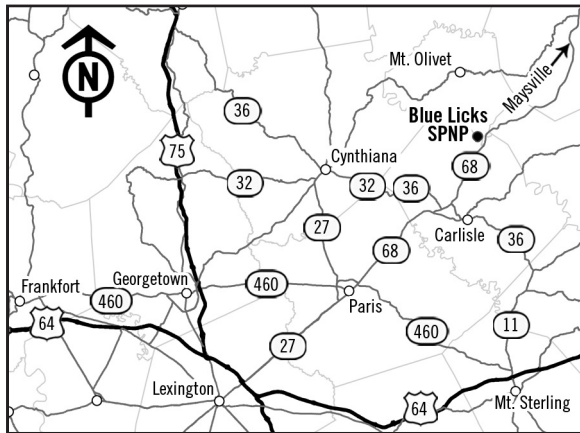 N
Mt. Olivet
Maysville
36
Blue Licks
SPNP
75
68
Cynthiana
32
32
36
27
Carlisle
68
36
Frankfort
Georgetown
460
460
Paris
64
27
460
11
Lexington
64
Mt. Sterling